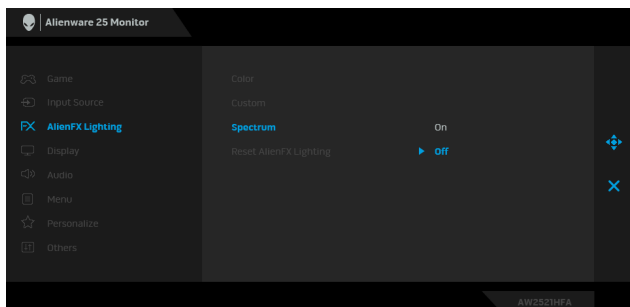 Alienware 25 Monitor
Game
Color
Input Source
Custom
FX AlienFX Lighting
Spectrum
On
Display
Reset AlienFX Lighting
Off
Audio
Menu
Personalize
Others
AW2521HFA